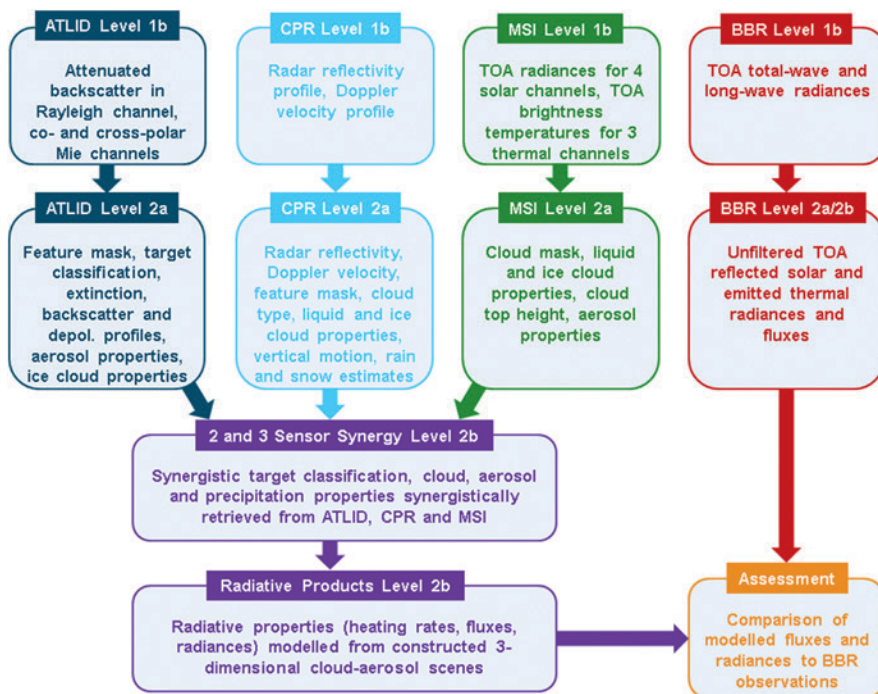 ATLID Level 1b
Attenuated
backscatter in
Rayleigh channel,
co- and cross-polar
Mie channels
CPR Level 1b
Radar reflectivity
profile, Doppler
velocity profile
MSI Level 1b
TOA radiances for 4
solar channels, TOA
brightness
temperatures for 3
thermal channels
BBR Level 1b
TOA total-wave and
long-wave radiances
ATLID Level 2a
Feature mask, target
classification,
extinction,
backscatter and
depol. profiles,
aerosol properties,
ice cloud properties
CPR Level 2a
Radar reflectivity,
Doppler velocity,
feature mask, cloud
type, liquid and ice
cloud properties,
vertical motion, rain
and snow estimates
MSI Level 2a
Cloud mask, liquid
and ice cloud
properties, cloud
top height, aerosol
properties
BBR Level 2a/2b
Unfiltered TOA
reflected solar and
emitted thermal
radiances and
fluxes
2 and 3 Sensor Synergy Level 2b
Synergistic target classification, cloud, aerosol
and precipitation properties synergistically
retrieved from ATLID, CPR and MSI
Radiative Products Level 2b
Radiative properties (heating rates, fluxes,
radiances) modelled from constructed 3-
dimensional cloud-aerosol scenes
Assessment
Comparison of
modelled fluxes and
radiances to BBR
observations